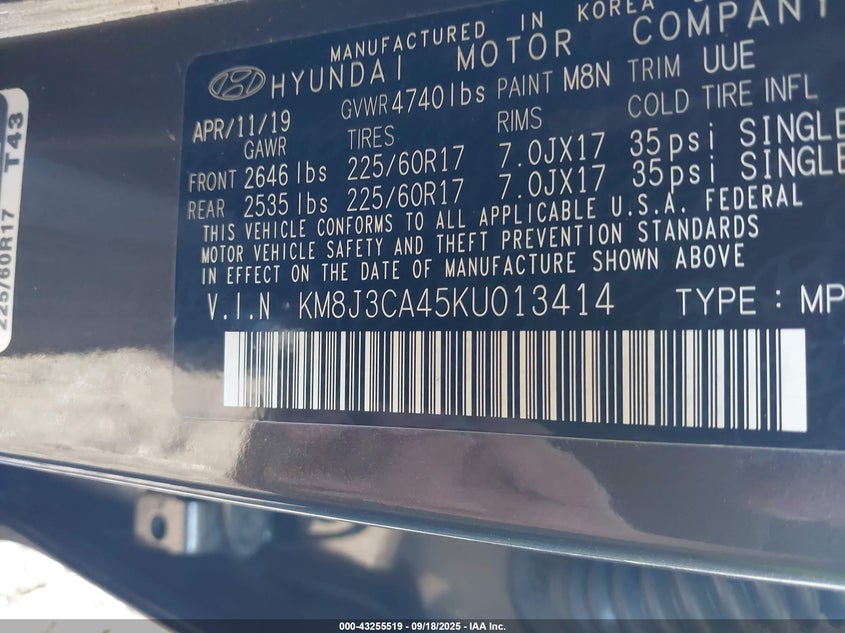 MANUFACTURED IN KOREA
HYUNDAI MOTOR COMPANY
APR/11/19 GVWR 4740lbs PAINT M8N TRIM UUE
GAWR TIRES RIMS COLD TIRE INFL
FRONT 2646 lbs 225/60R17 7.0JX17 35psi SINGLE
REAR 2535 lbs 225/60R17 7.0JX17 35psi SINGLE
THIS VEHICLE CONFORMS TO ALL APPLICABLE U.S.A. FEDERAL
MOTOR VEHICLE SAFETY AND THEFT PREVENTION STANDARDS
IN EFFECT ON THE DATE OF MANUFACTURE SHOWN ABOVE
V.I.N KM8J3CA45KU013414 TYPE : MP
225/60R17 T43
000-43255519 - 09/18/2025 - IAA Inc.